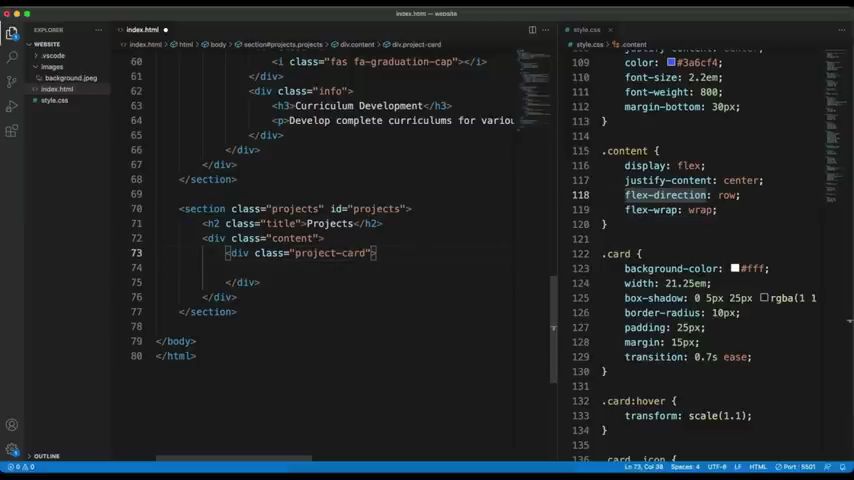 index.html — website
EXPLORER
WEBSITE
.vscode
images
background.jpeg
index.html
style.css
OUTLINE
index.html
index.html > html > body > section#projects.projects > div.content > div.project-card
60 <i class="fas fa-graduation-cap"></i>
61 </div>
62 <div class="info">
63 <h3>Curriculum Development</h3>
64 <p>Develop complete curriculums for variou
65 </div>
66 </div>
67 </div>
68 </section>
69
70 <section class="projects" id="projects">
71 <h2 class="title">Projects</h2>
72 <div class="content">
73 <div class="project-card">
74
75 </div>
76 </div>
77 </section>
78
79 </body>
80 </html>
style.css
style.css > .content
109 color: #3a6cf4;
110 font-size: 2.2em;
111 font-weight: 800;
112 margin-bottom: 30px;
113 }
114
115 .content {
116 display: flex;
117 justify-content: center;
118 flex-direction: row;
119 flex-wrap: wrap;
120 }
121
122 .card {
123 background-color: #fff;
124 width: 21.25em;
125 box-shadow: 0 5px 25px rgba(1 1
126 border-radius: 10px;
127 padding: 25px;
128 margin: 15px;
129 transition: 0.7s ease;
130 }
131
132 .card:hover {
133 transform: scale(1.1);
134 }
135
0 0
Ln 73, Col 38 Spaces: 4 UTF-8 LF HTML Port : 5501